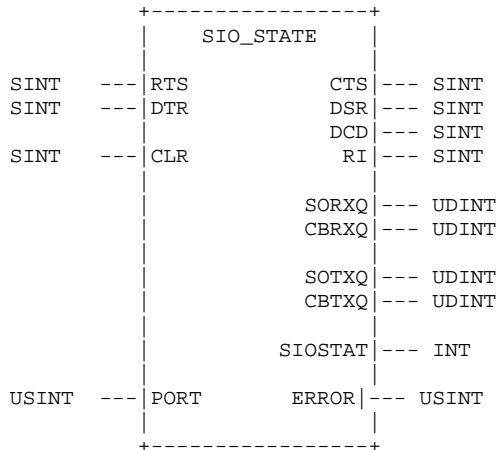 +-----------------+
| SIO_STATE |
| |
SINT ---|RTS CTS|--- SINT
SINT ---|DTR DSR|--- SINT
| DCD|--- SINT
SINT ---|CLR RI|--- SINT
| |
| SORXQ|--- UDINT
| CBRXQ|--- UDINT
| |
| SOTXQ|--- UDINT
| CBTXQ|--- UDINT
| |
| SIOSTAT|--- INT
| |
USINT ---|PORT ERROR|--- USINT
| |
+-----------------+